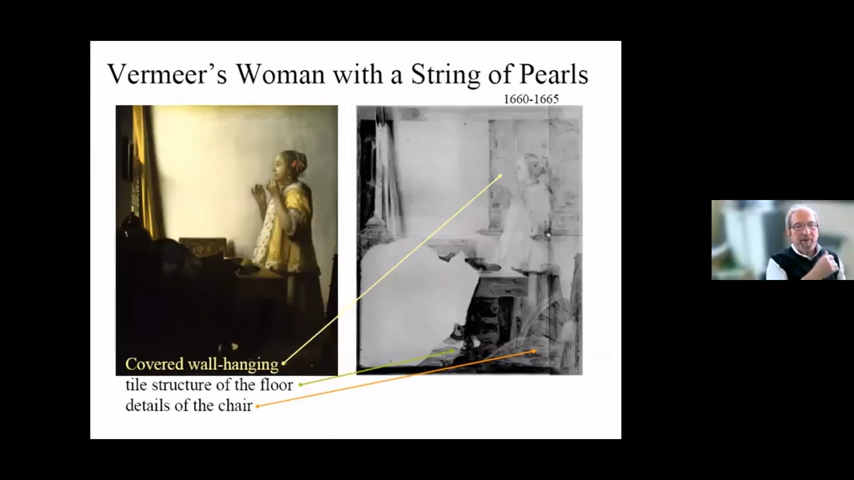 Vermeer's Woman with a String of Pearls
1660-1665
Covered wall-hanging
tile structure of the floor
details of the chair